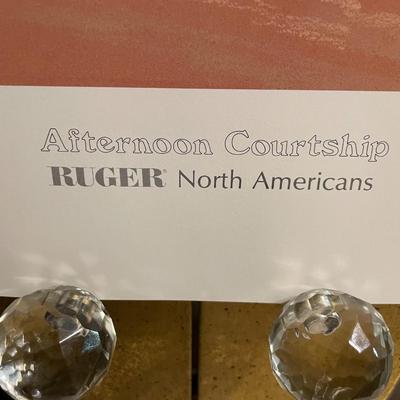 Afternoon Courtship
RUGER® North Americans